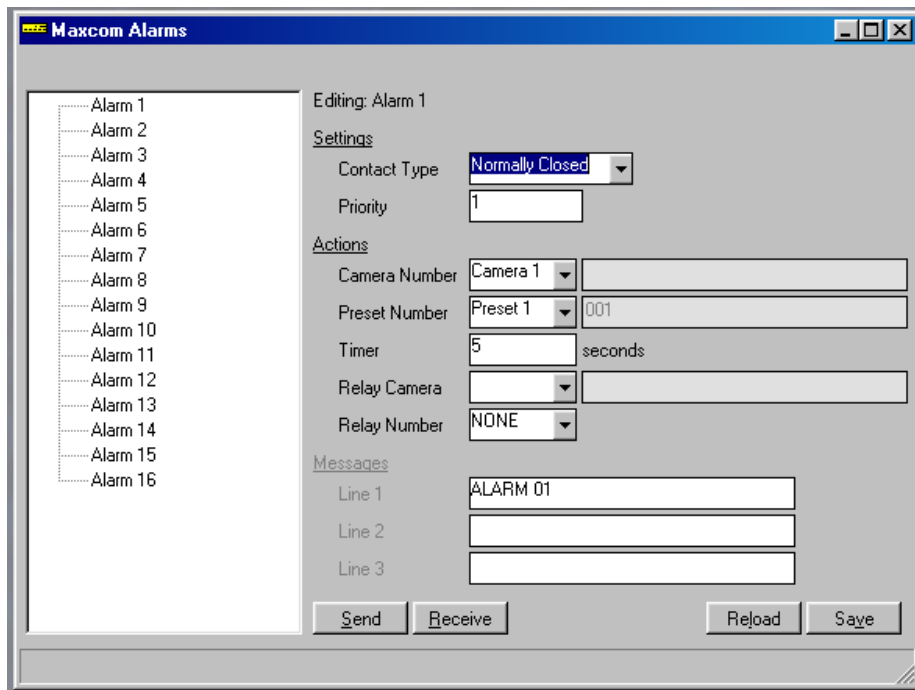 Maxcom Alarms
Alarm 1
Alarm 2
Alarm 3
Alarm 4
Alarm 5
Alarm 6
Alarm 7
Alarm 8
Alarm 9
Alarm 10
Alarm 11
Alarm 12
Alarm 13
Alarm 14
Alarm 15
Alarm 16
Editing: Alarm 1
Settings
Contact Type Normally Closed
Priority 1
Actions
Camera Number Camera 1
Preset Number Preset 1 001
Timer 5 seconds
Relay Camera
Relay Number NONE
Messages
Line 1 ALARM 01
Line 2
Line 3
Send Receive Reload Save